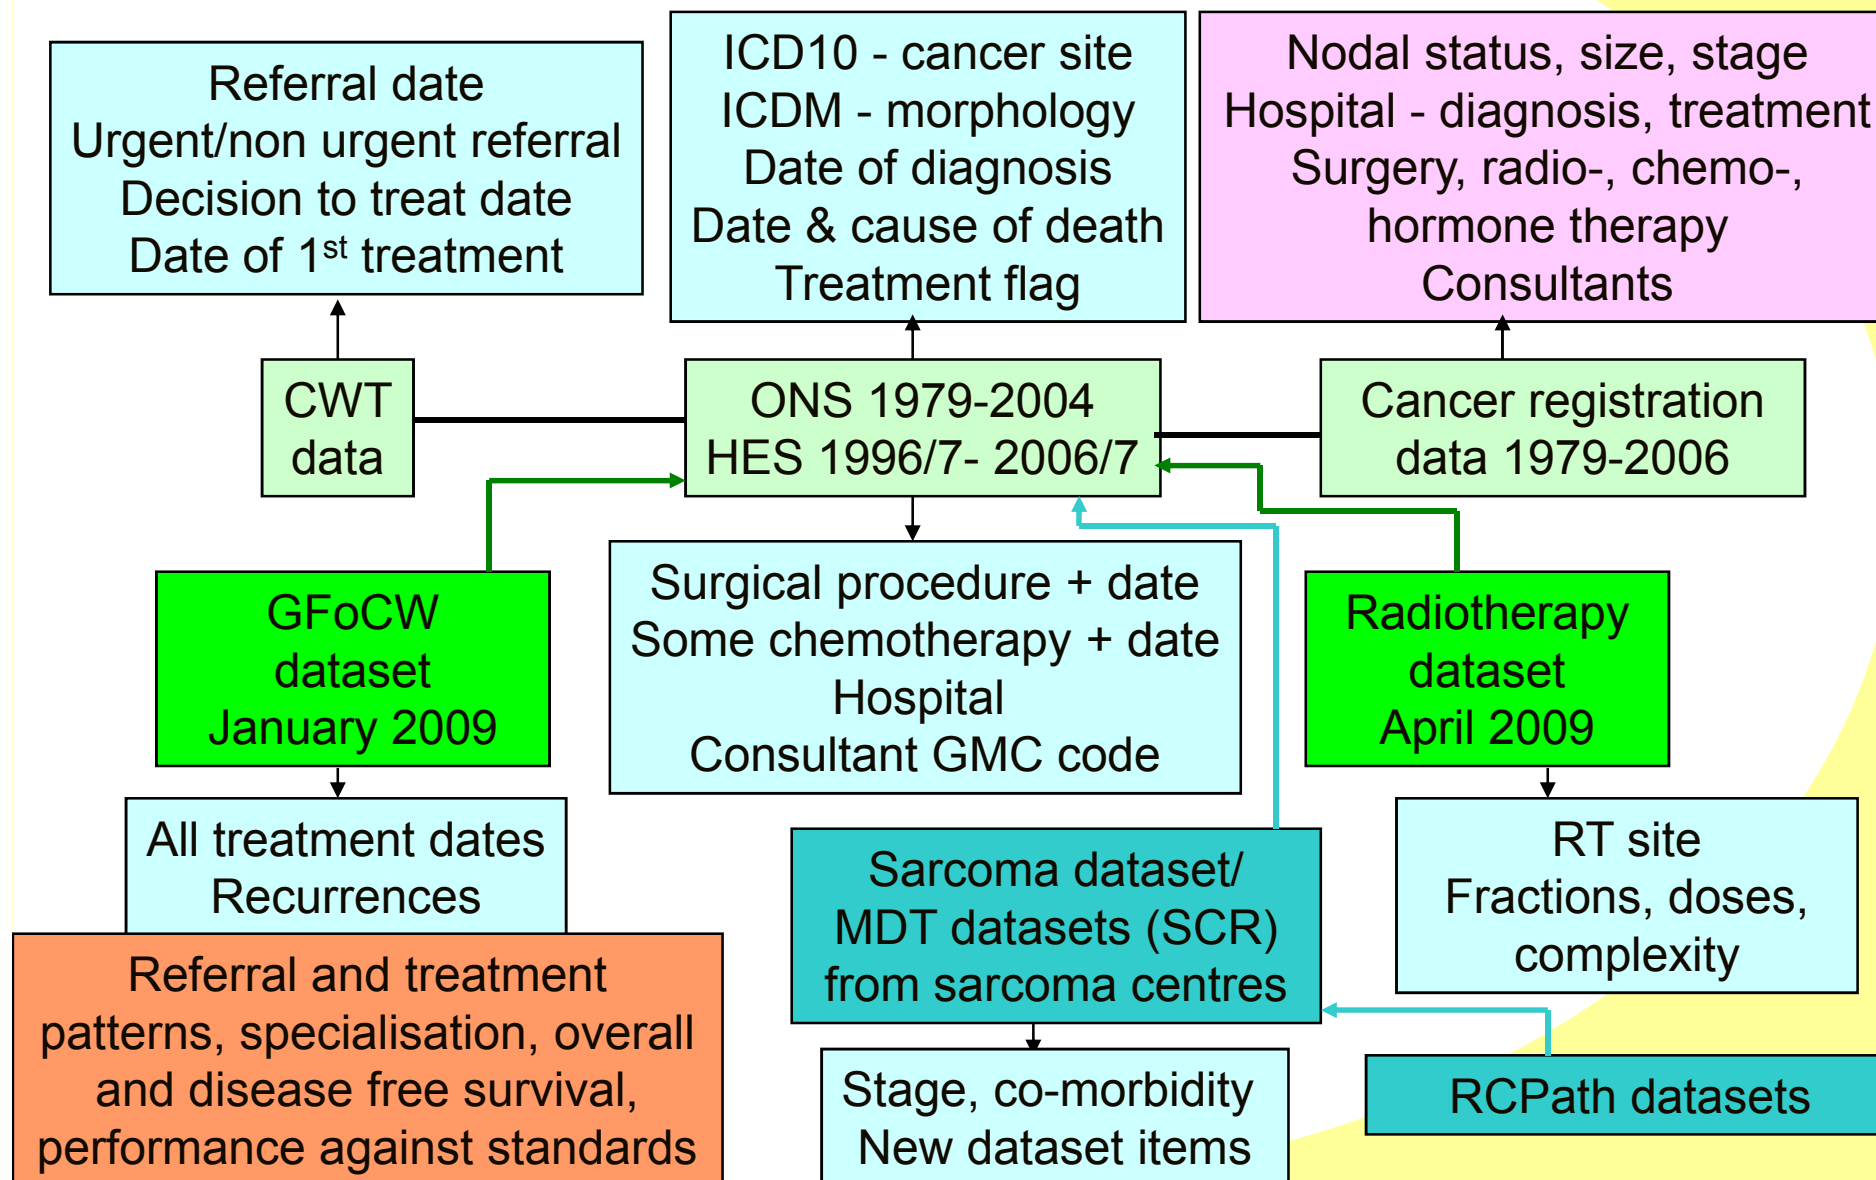 Referral date
Urgent/non urgent referral
Decision to treat date
Date of 1st treatment
ICD10 - cancer site
ICDM - morphology
Date of diagnosis
Date & cause of death
Treatment flag
Nodal status, size, stage
Hospital - diagnosis, treatment
Surgery, radio-, chemo-,
hormone therapy
Consultants
CWT
data
ONS 1979-2004
HES 1996/7- 2006/7
Cancer registration
data 1979-2006
GFoCW
dataset
January 2009
Surgical procedure + date
Some chemotherapy + date
Hospital
Consultant GMC code
Radiotherapy
dataset
April 2009
All treatment dates
Recurrences
Referral and treatment
patterns, specialisation, overall
and disease free survival,
performance against standards
Sarcoma dataset/
MDT datasets (SCR)
from sarcoma centres
RT site
Fractions, doses,
complexity
Stage, co-morbidity
New dataset items
RCPath datasets